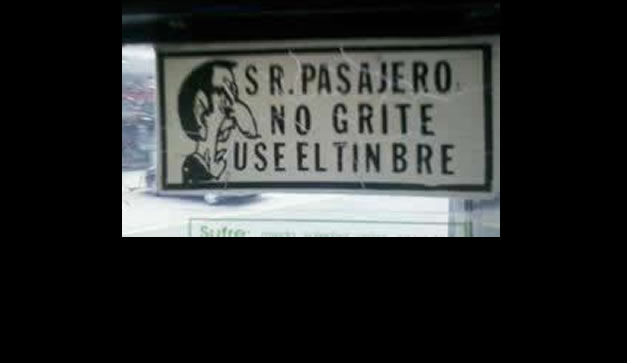 SR. PASAJERO.
NO GRITE
USE EL TINBRE
Sufre: